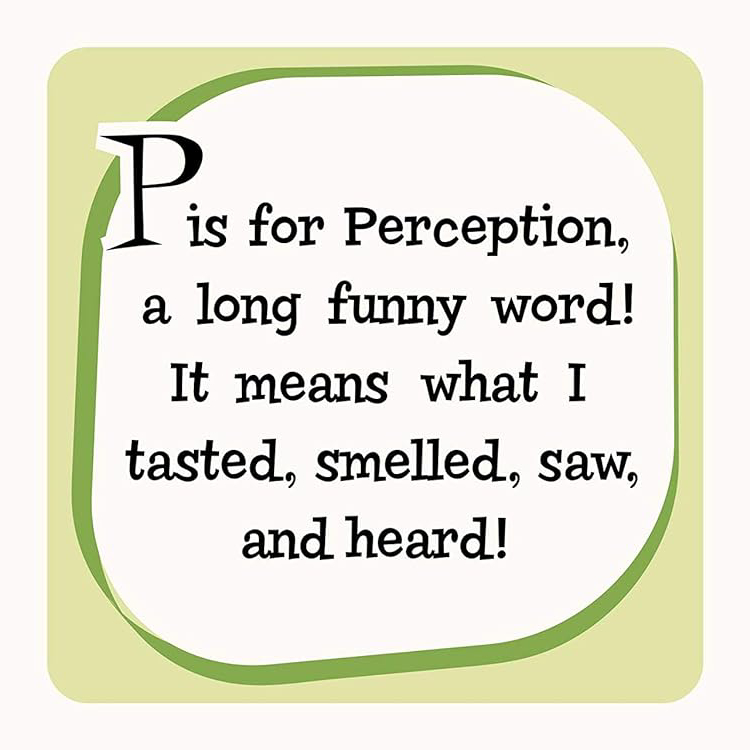 P is for Perception,
a long funny word!
It means what I
tasted, smelled, saw,
and heard!